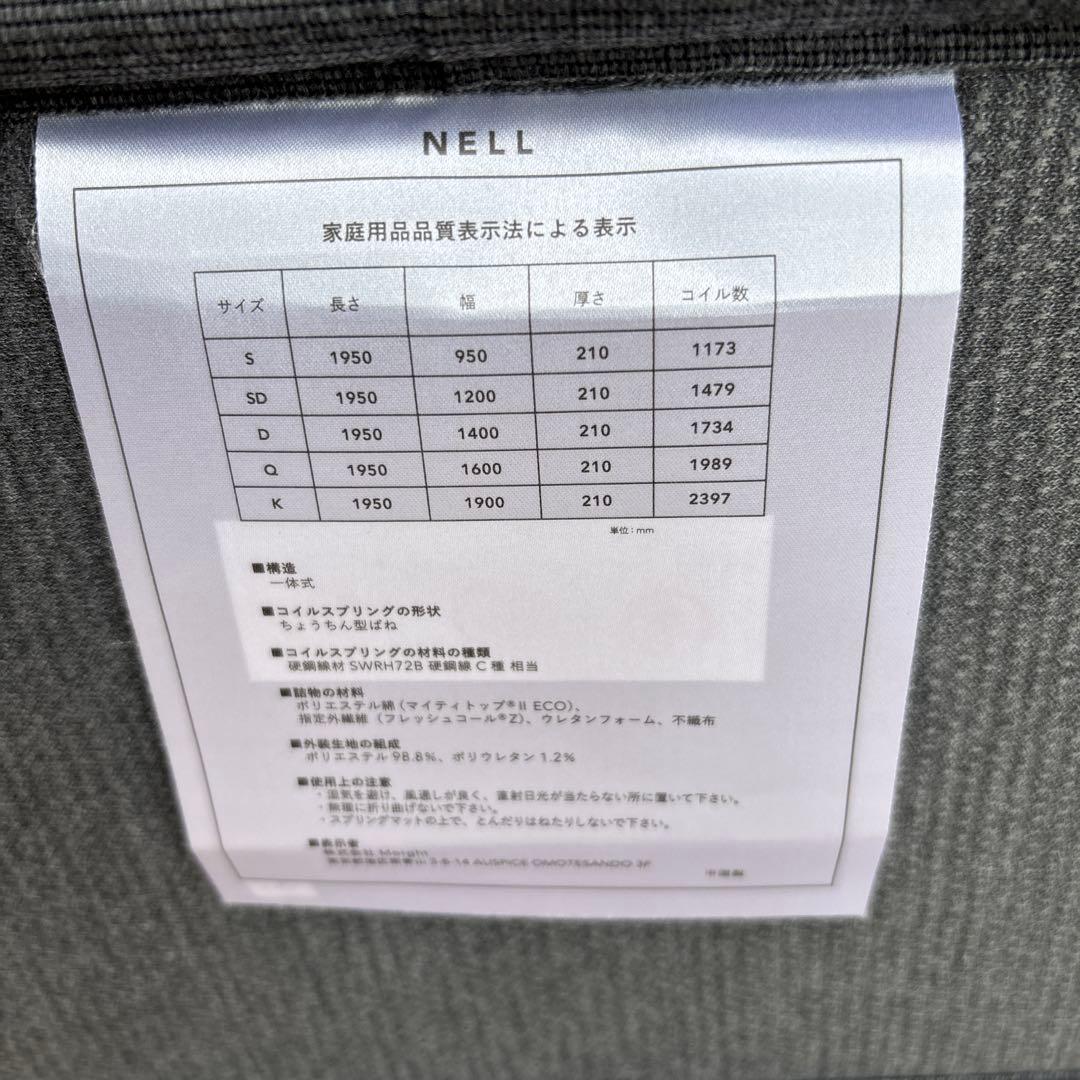 NELL
家庭用品品質表示法による表示
サイズ 長さ 幅 厚さ コイル数
S 1950 950 210 1173
SD 1950 1200 210 1479
D 1950 1400 210 1734
Q 1950 1600 210 1989
K 1950 1900 210 2397
単位:mm
■構造
一体式
■コイルスプリングの形状
ちょうちん型ばね
■コイルスプリングの材料の種類
硬鋼線材 SWRH72B 硬鋼線 C 種 相当
■詰物の材料
ポリエステル綿(マイティトップ®II ECO)、
指定外繊維(フレッシュコール®Z)、ウレタンフォーム、不織布
■外装生地の組成
ポリエステル 98.8%、ポリウレタン 1.2%
■使用上の注意
・湿気を避け、風通しが良く、直射日光が当たらない所に置いて下さい。
・無理に折り曲げないで下さい。
・スプリングマットの上で、とんだりはねたりしないで下さい。
■表示者
株式会社 Morght
3-8-14 AUSPICE OMOTESANDO 3F
中国製